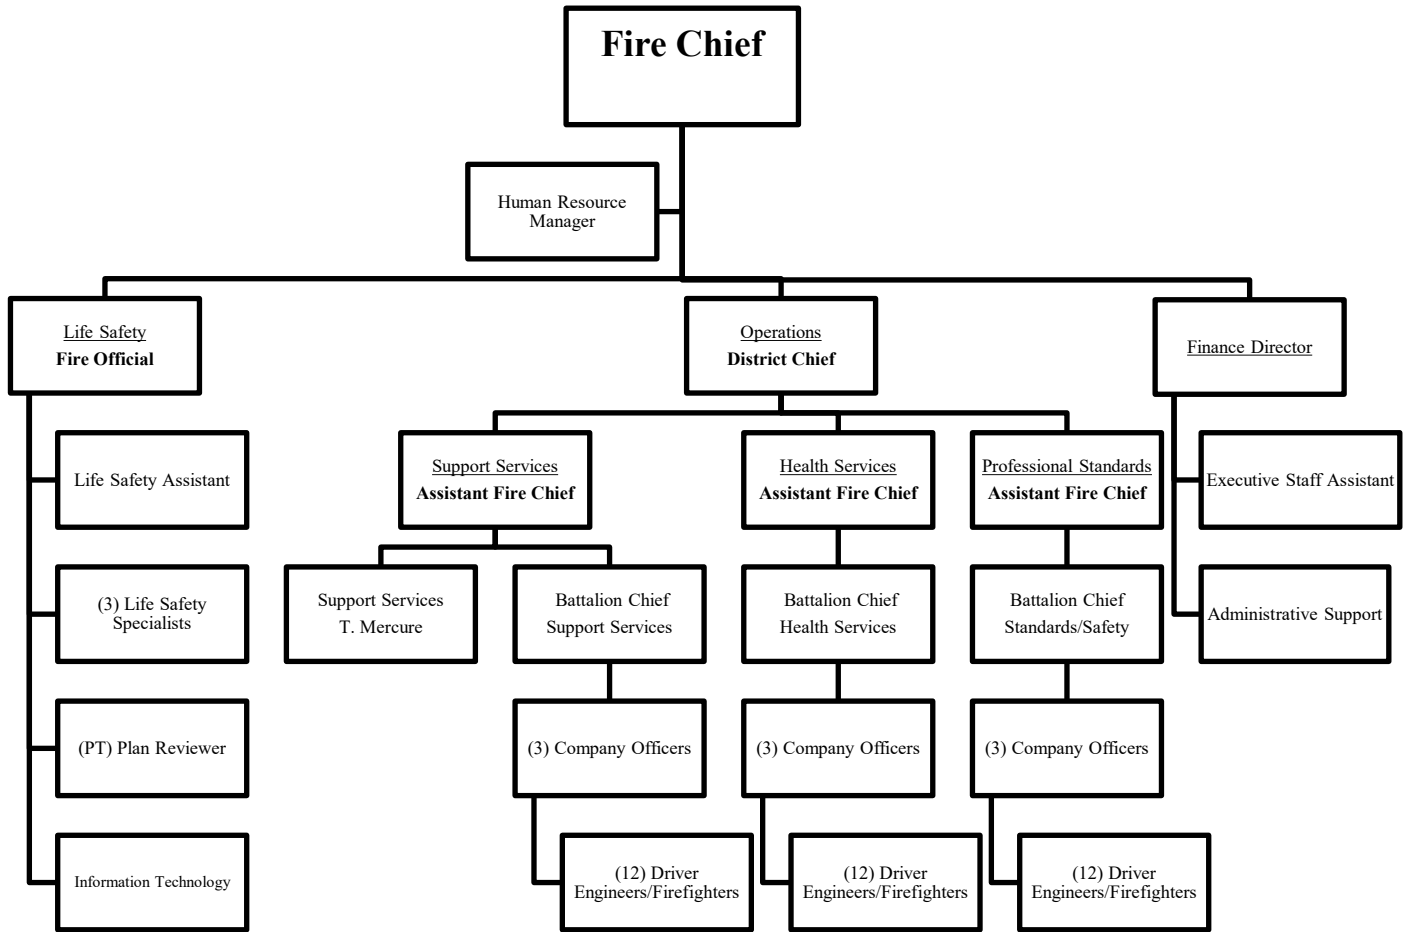 Fire Chief
Human Resource
Manager
Life Safety
Fire Official
Operations
District Chief
Finance Director
Life Safety Assistant
Support Services
Assistant Fire Chief
Health Services
Assistant Fire Chief
Professional Standards
Assistant Fire Chief
Executive Staff Assistant
(3) Life Safety
Specialists
Support Services
T. Mercure
Battalion Chief
Support Services
Battalion Chief
Health Services
Battalion Chief
Standards/Safety
Administrative Support
(PT) Plan Reviewer
(3) Company Officers
(3) Company Officers
(3) Company Officers
Information Technology
(12) Driver
Engineers/Firefighters
(12) Driver
Engineers/Firefighters
(12) Driver
Engineers/Firefighters